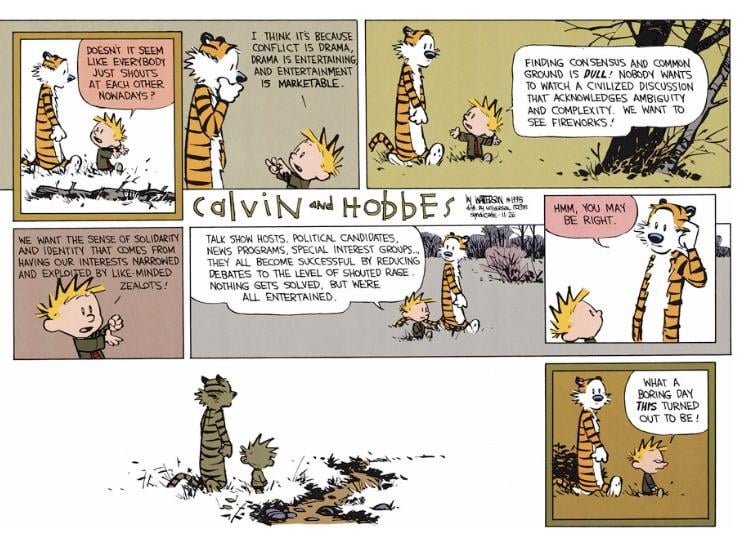 DOESN'T IT SEEM
LIKE EVERYBODY
JUST SHOUTS
AT EACH OTHER
NOWADAYS?
I THINK IT'S BECAUSE
CONFLICT IS DRAMA,
DRAMA IS ENTERTAINING,
AND ENTERTAINMENT
IS MARKETABLE.
FINDING CONSENSUS AND COMMON
GROUND IS DULL! NOBODY WANTS
TO WATCH A CIVILIZED DISCUSSION
THAT ACKNOWLEDGES AMBIGUITY
AND COMPLEXITY. WE WANT TO
SEE FIREWORKS!
CalViN and HObbEs
by WATTERSON
11-26
WE WANT THE SENSE OF SOLIDARITY
AND IDENTITY THAT COMES FROM
HAVING OUR INTERESTS NARROWED
AND EXPLOITED BY LIKE-MINDED
ZEALOTS!
TALK SHOW HOSTS. POLITICAL CANDIDATES,
NEWS PROGRAMS, SPECIAL INTEREST GROUPS...
THEY ALL BECOME SUCCESSFUL BY REDUCING
DEBATES TO THE LEVEL OF SHOUTED RAGE.
NOTHING GETS SOLVED, BUT WE'RE
ALL ENTERTAINED.
HMM, YOU MAY
BE RIGHT.
WHAT A
BORING DAY
THIS TURNED
OUT TO BE!